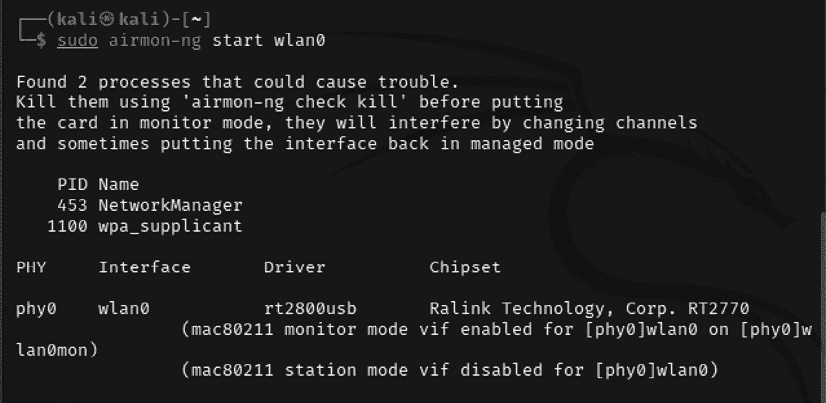 ┌──(kali㉿kali)-[~]
└─$ sudo airmon-ng start wlan0
Found 2 processes that could cause trouble.
Kill them using 'airmon-ng check kill' before putting
the card in monitor mode, they will interfere by changing channels
and sometimes putting the interface back in managed mode
PID Name
453 NetworkManager
1100 wpa_supplicant
PHY Interface Driver Chipset
phy0 wlan0 rt2800usb Ralink Technology, Corp. RT2770
(mac80211 monitor mode vif enabled for [phy0]wlan0 on [phy0]w
lan0mon)
(mac80211 station mode vif disabled for [phy0]wlan0)